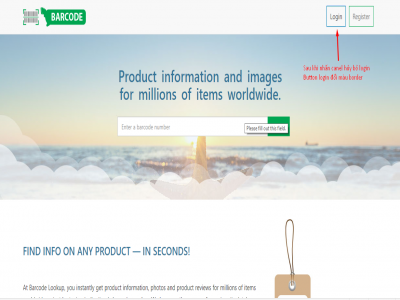 BARCODE
Login
Register
Sau khi nhấn canel hãy bỏ login
Button login đổi màu border
Product information and images
for millions of items worldwide.
Enter a barcode number
Please fill out this field.
FIND INFO ON ANY PRODUCT — IN SECONDS!
At Barcode Lookup, you instantly get product information, photos and product reviews for millions of items